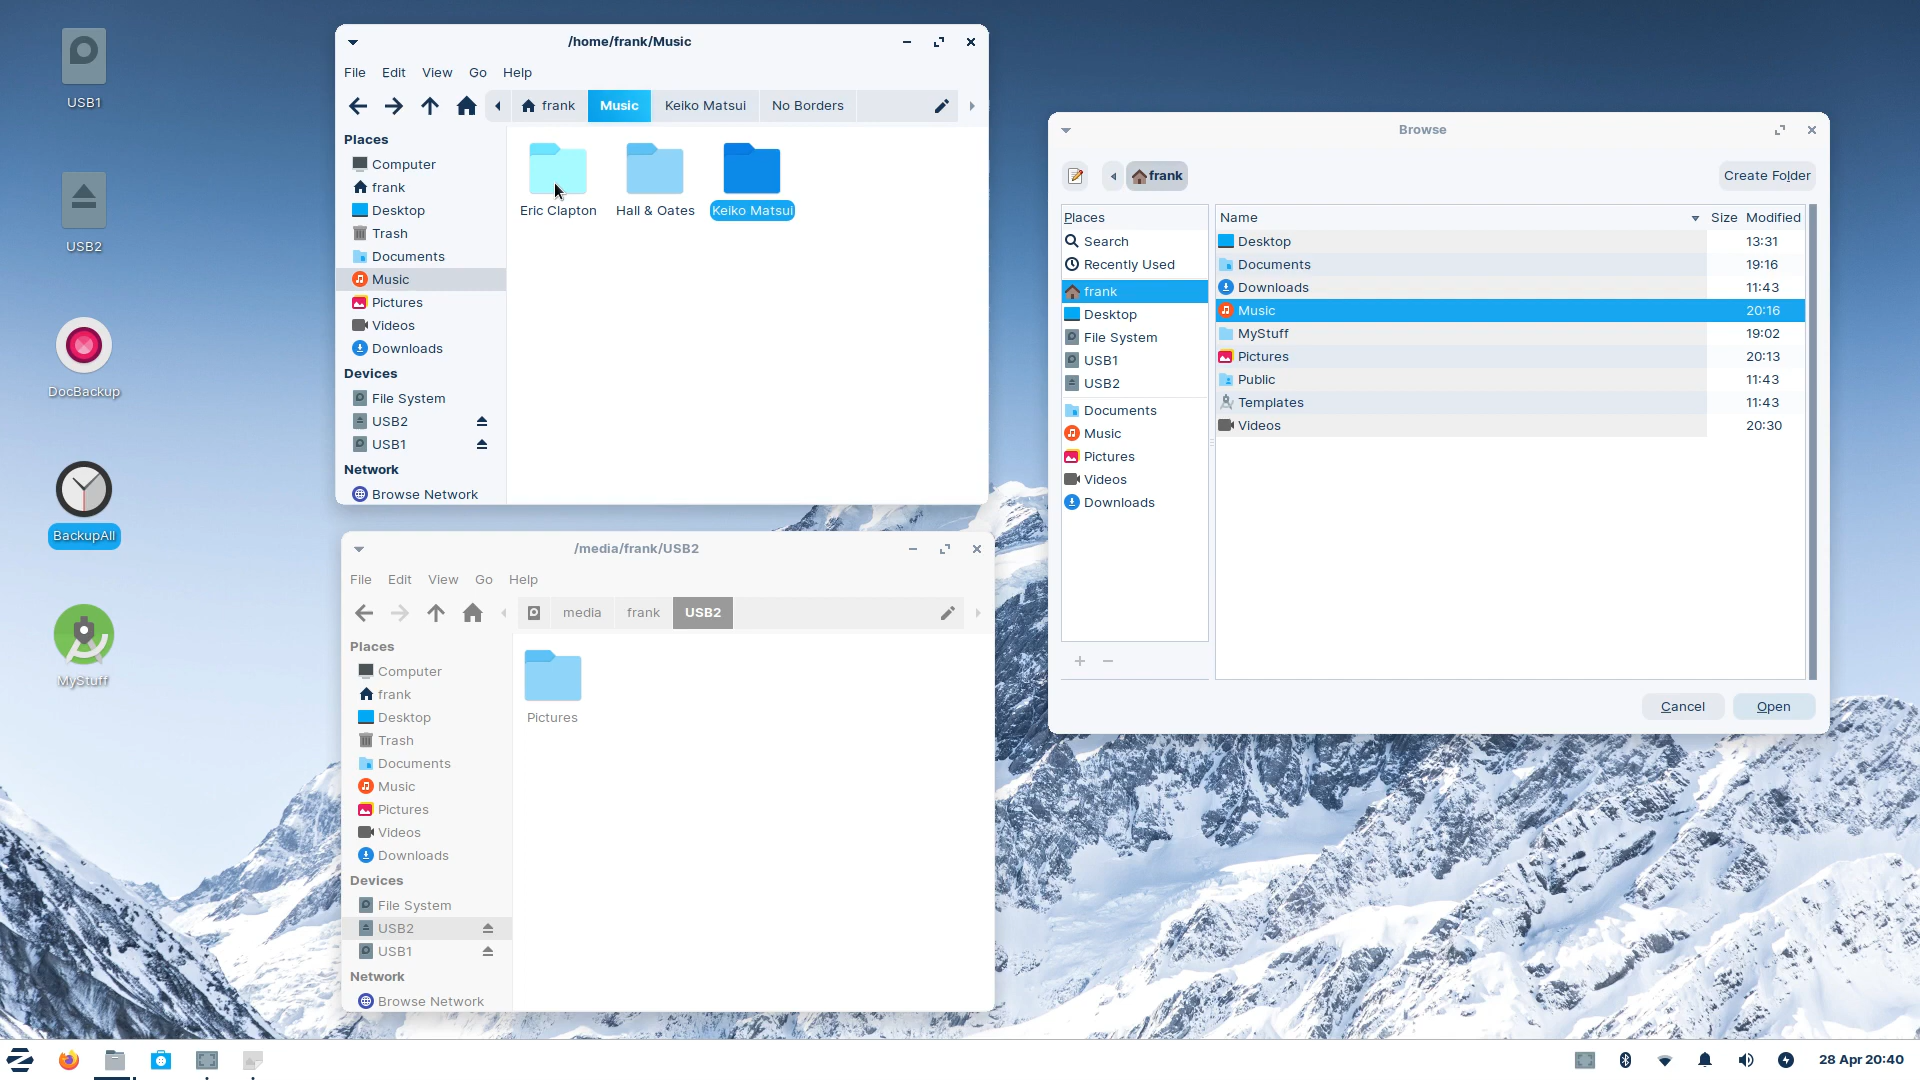 USB1
USB2
DocBackup
BackupAll
MyStuff
/home/frank/Music
File Edit View Go Help
frank Music Keiko Matsui No Borders
Places
Computer
frank
Desktop
Trash
Documents
Music
Pictures
Videos
Downloads
Devices
File System
USB2
USB1
Network
Browse Network
Eric Clapton Hall & Oates Keiko Matsui
/media/frank/USB2
File Edit View Go Help
media frank USB2
Places
Computer
frank
Desktop
Trash
Documents
Music
Pictures
Videos
Downloads
Devices
File System
USB2
USB1
Network
Browse Network
Pictures
Browse
frank Create Folder
Places
Search
Recently Used
frank
Desktop
File System
USB1
USB2
Documents
Music
Pictures
Videos
Downloads
Name Size Modified
Desktop 13:31
Documents 19:16
Downloads 11:43
Music 20:16
MyStuff 19:02
Pictures 20:13
Public 11:43
Templates 11:43
Videos 20:30
Cancel Open
28 Apr 20:40